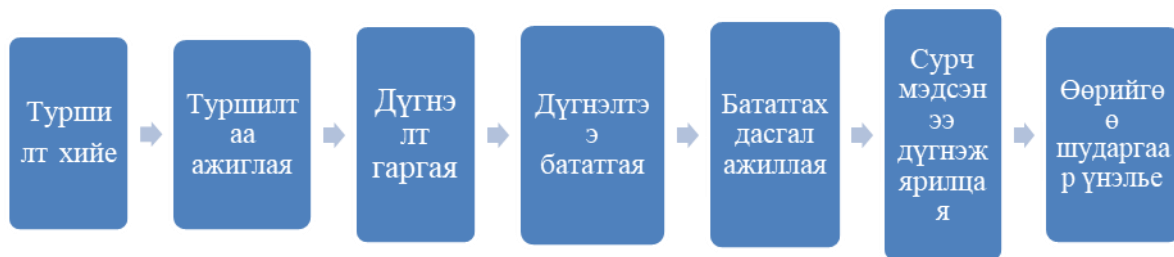 Турши
лт хийе
Туршилт
аа
ажиглая
Дүгнэ
лт
гаргая
Дүгнэлтэ
э
бататгая
Бататгах
дасгал
ажиллая
Сурч
мэдсэн
ээ
дүгнэж
ярилца
я
Өөрийгө
ө
шударгаа
р үнэлье